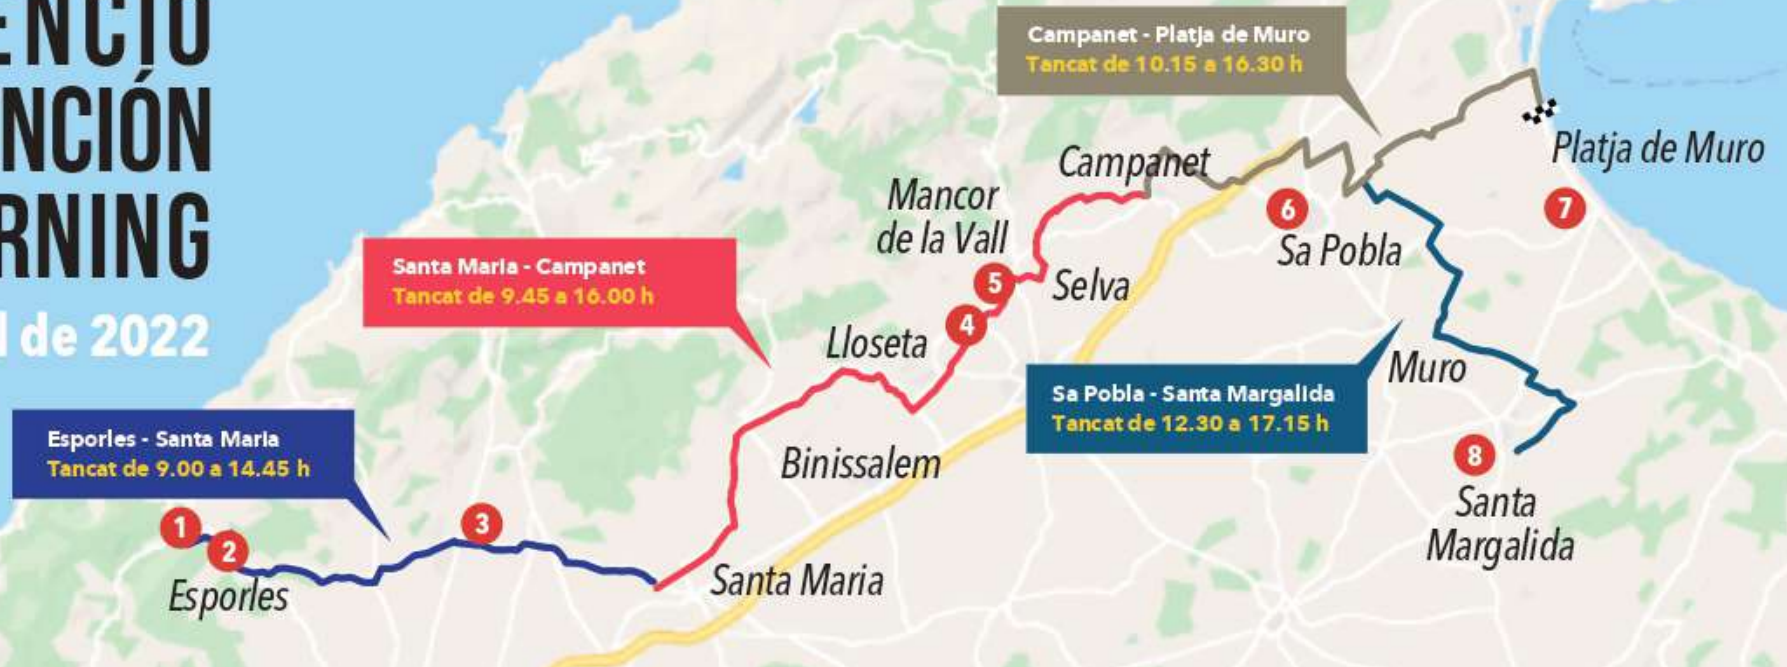 ENCIÓ
NCIÓN
RNING
l de 2022
Campanet - Platja de Muro
Tancat de 10.15 a 16.30 h
Platja de Muro
Campanet
Mancor
de la Vall
6
7
Sa Pobla
Santa Maria - Campanet
Tancat de 9.45 a 16.00 h
5
Selva
4
Lloseta
Muro
Sa Pobla - Santa Margalida
Tancat de 12.30 a 17.15 h
Esporles - Santa Maria
Tancat de 9.00 a 14.45 h
Binissalem
8
Santa
Margalida
1
2
3
Esporles
Santa Maria